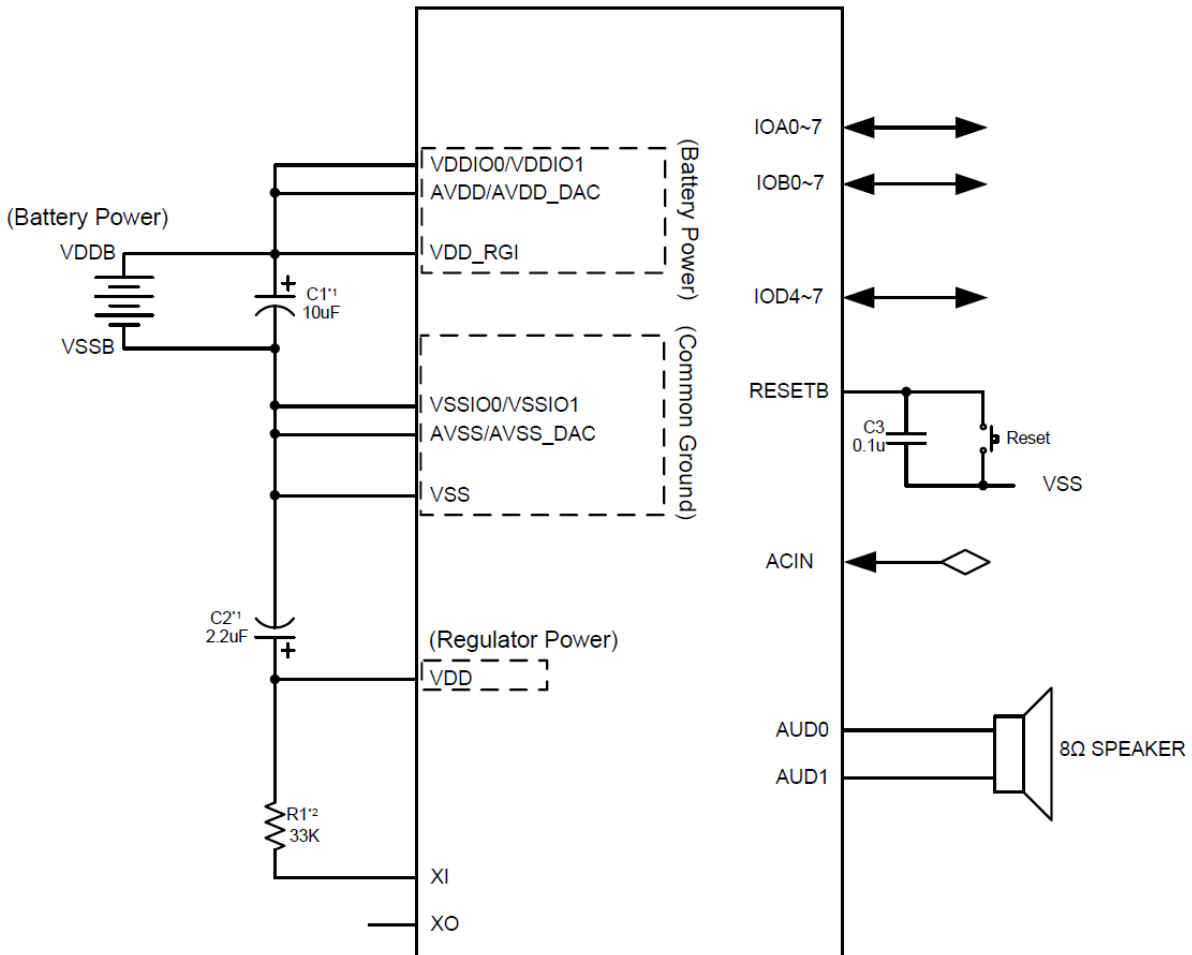 (Battery Power)
VDDB
VSSB
C1*1
10uF
C2*1
2.2uF
R1*2
33K
VDDIO0/VDDIO1
AVDD/AVDD_DAC
VDD_RGI
(Battery Power)
VSSIO0/VSSIO1
AVSS/AVSS_DAC
VSS
(Common Ground)
(Regulator Power)
VDD
XI
XO
IOA0~7
IOB0~7
IOD4~7
RESETB
C3
0.1u
Reset
VSS
ACIN
AUD0
AUD1
8Ω SPEAKER